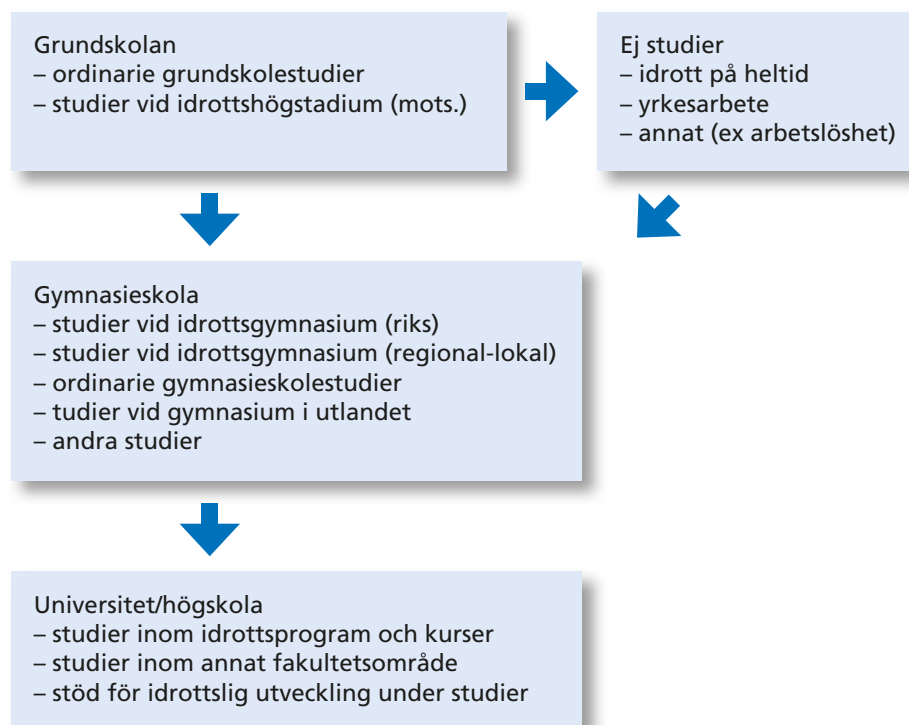 Grundskolan
– ordinarie grundskolestudier
– studier vid idrottshögstadium (mots.)
Ej studier
– idrott på heltid
– yrkesarbete
– annat (ex arbetslöshet)
Gymnasieskola
– studier vid idrottsgymnasium (riks)
– studier vid idrottsgymnasium (regional-lokal)
– ordinarie gymnasieskolestudier
– tudier vid gymnasium i utlandet
– andra studier
Universitet/högskola
– studier inom idrottsprogram och kurser
– studier inom annat fakultetsområde
– stöd för idrottslig utveckling under studier